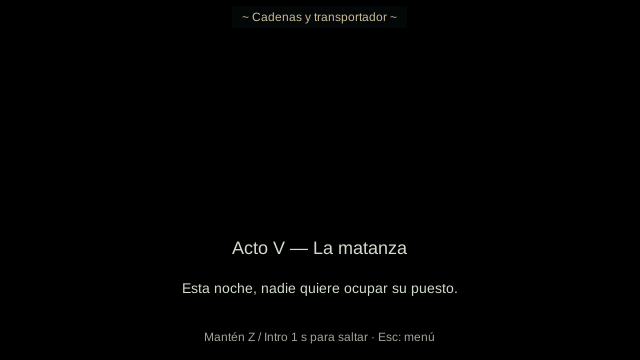 ~ Cadenas y transportador ~
Acto V — La matanza
Esta noche, nadie quiere ocupar su puesto.
Mantén Z / Intro 1 s para saltar · Esc: menú